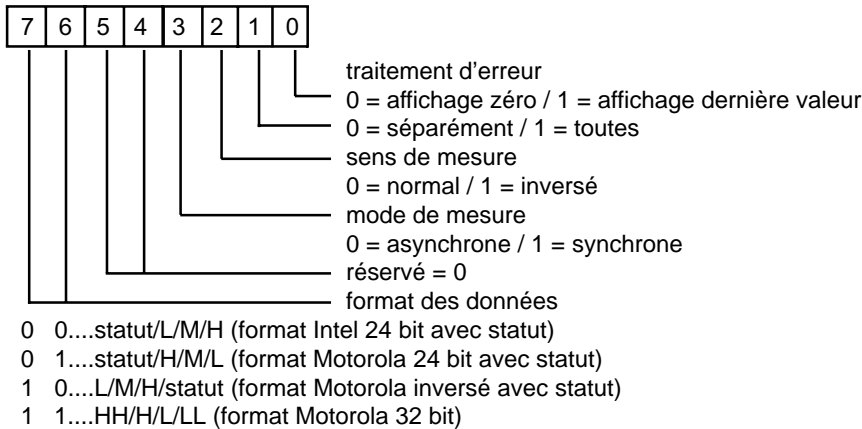 7 6 5 4 3 2 1 0
traitement d'erreur
0 = affichage zéro / 1 = affichage dernière valeur
0 = séparément / 1 = toutes
sens de mesure
0 = normal / 1 = inversé
mode de mesure
0 = asynchrone / 1 = synchrone
réservé = 0
format des données
0 0....statut/L/M/H (format Intel 24 bit avec statut)
0 1....statut/H/M/L (format Motorola 24 bit avec statut)
1 0....L/M/H/statut (format Motorola inversé avec statut)
1 1....HH/H/L/LL (format Motorola 32 bit)